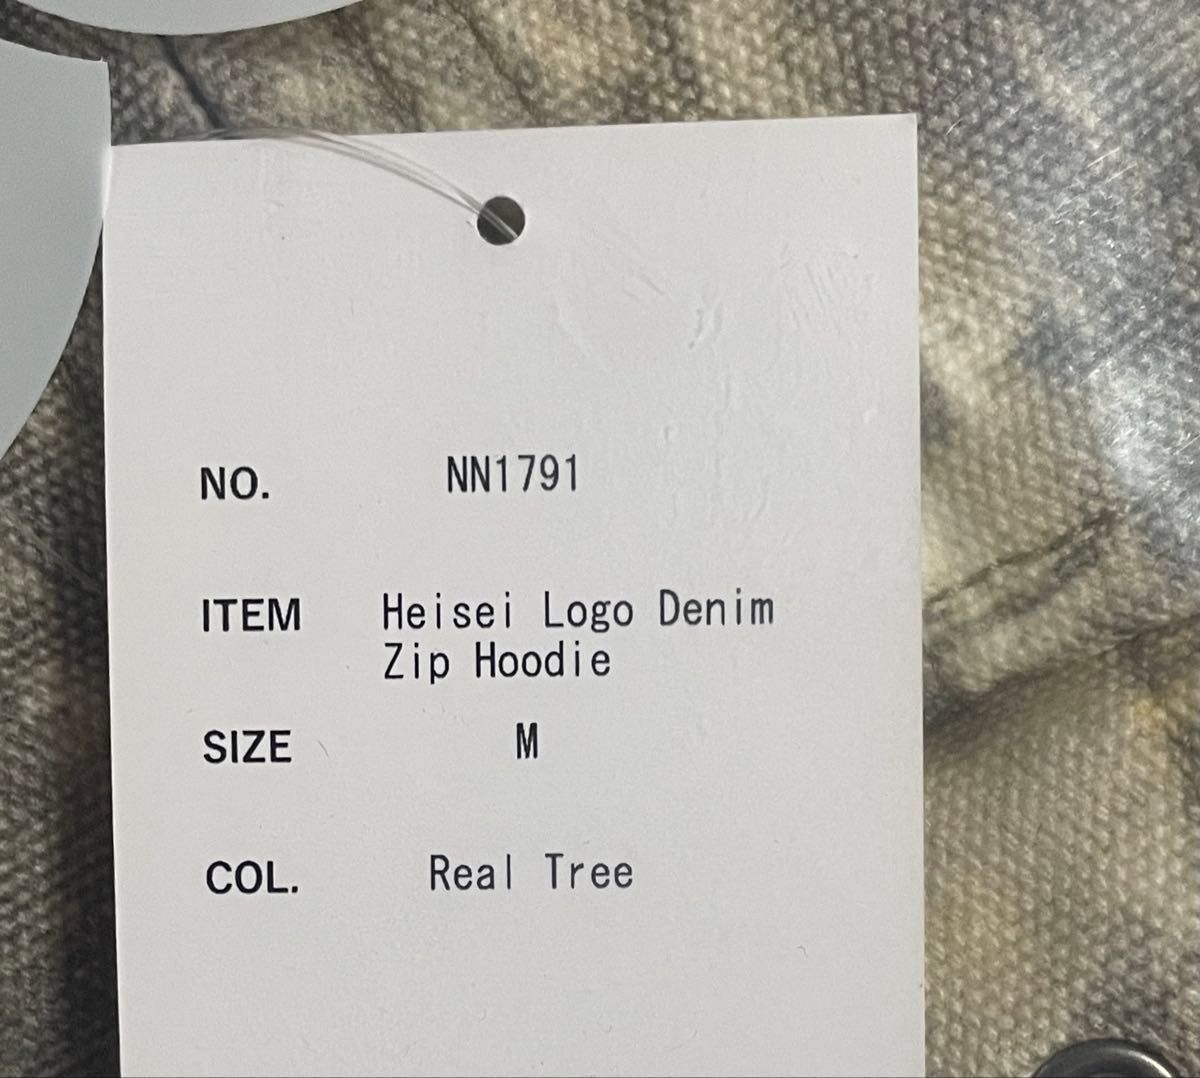 NO. NN1791
ITEM Heisei Logo Denim
Zip Hoodie
SIZE M
COL. Real Tree